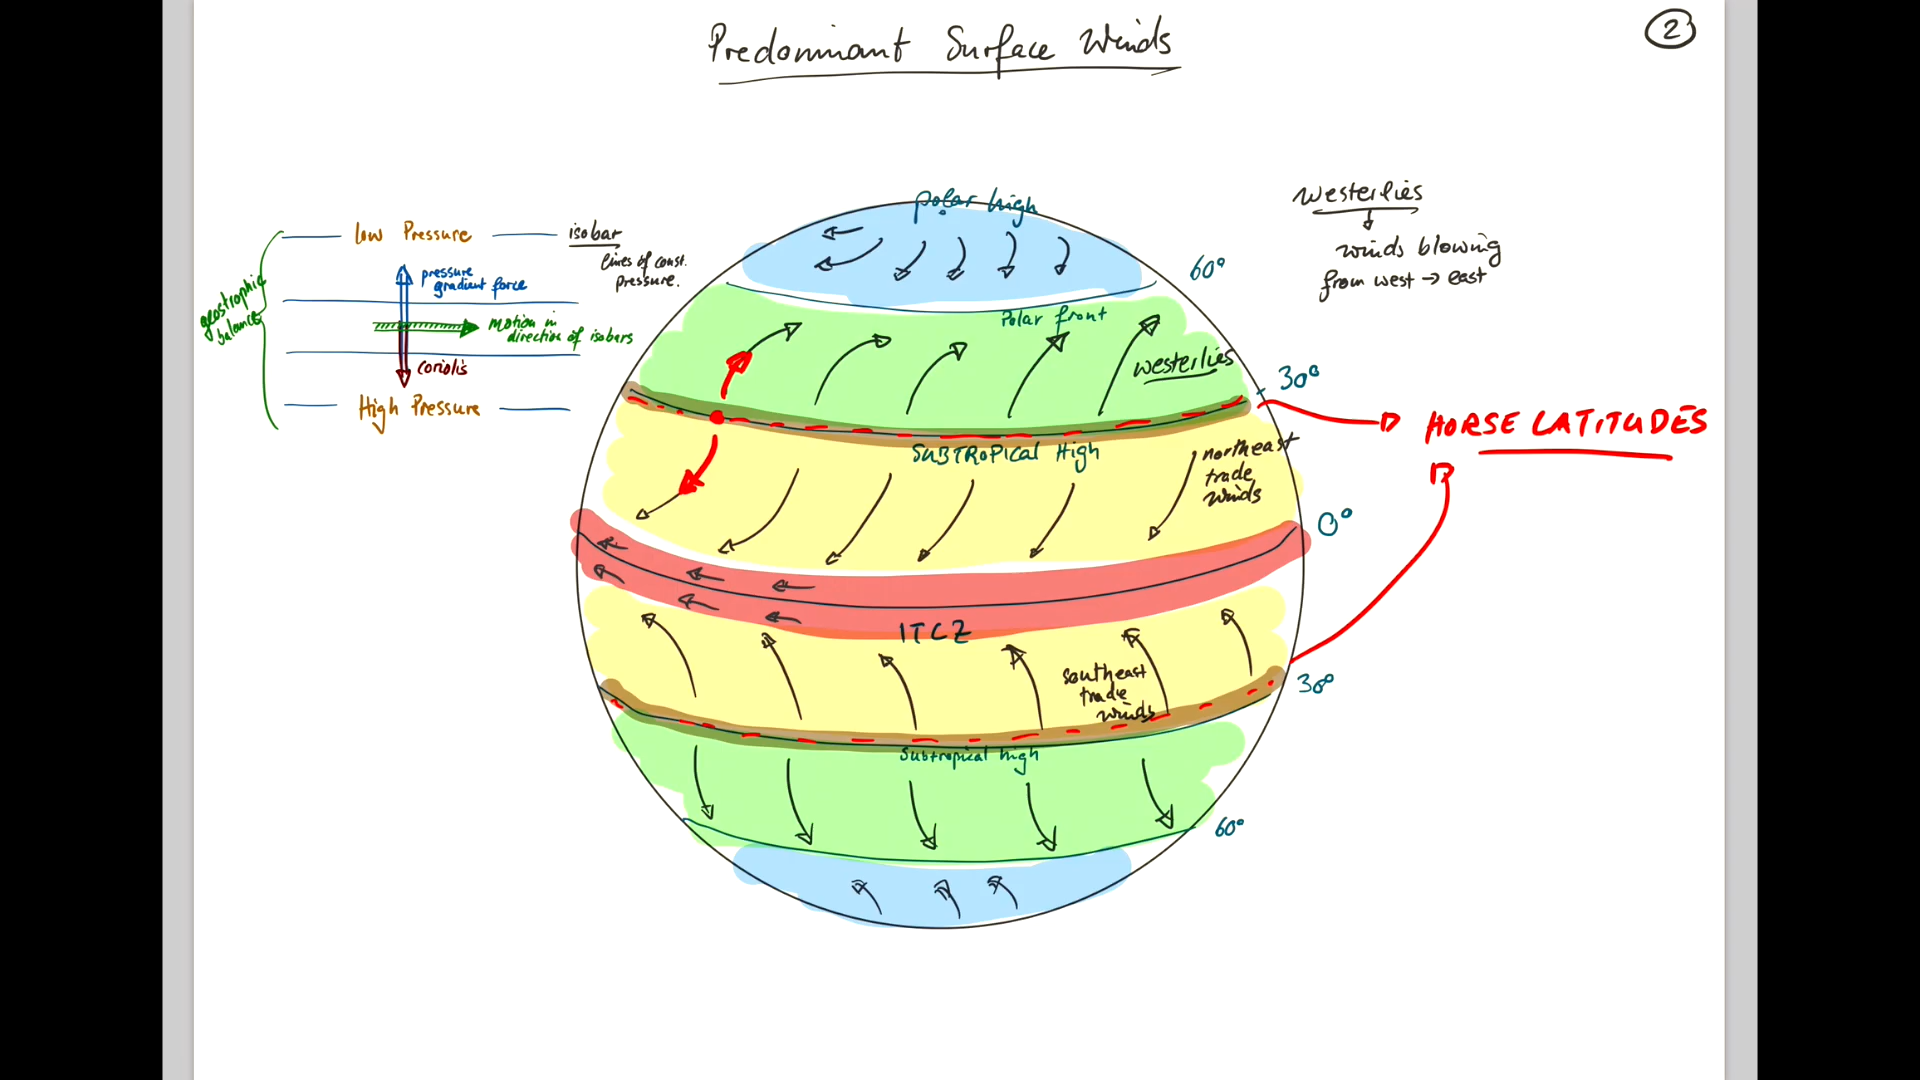 Predominant Surface Winds
2
low Pressure
isobar
lines of const.
pressure.
pressure
gradient force
geostrophic
balance
motion in
direction of isobars
coriolis
High Pressure
polar high
60°
Polar front
westerlies
30°
SUBTROPICAL High
northeast
trade
winds
0°
ITCZ
southeast
trade
winds
30°
Subtropical high
60°
Westerlies
winds blowing
from west → east
HORSE LATITUDES